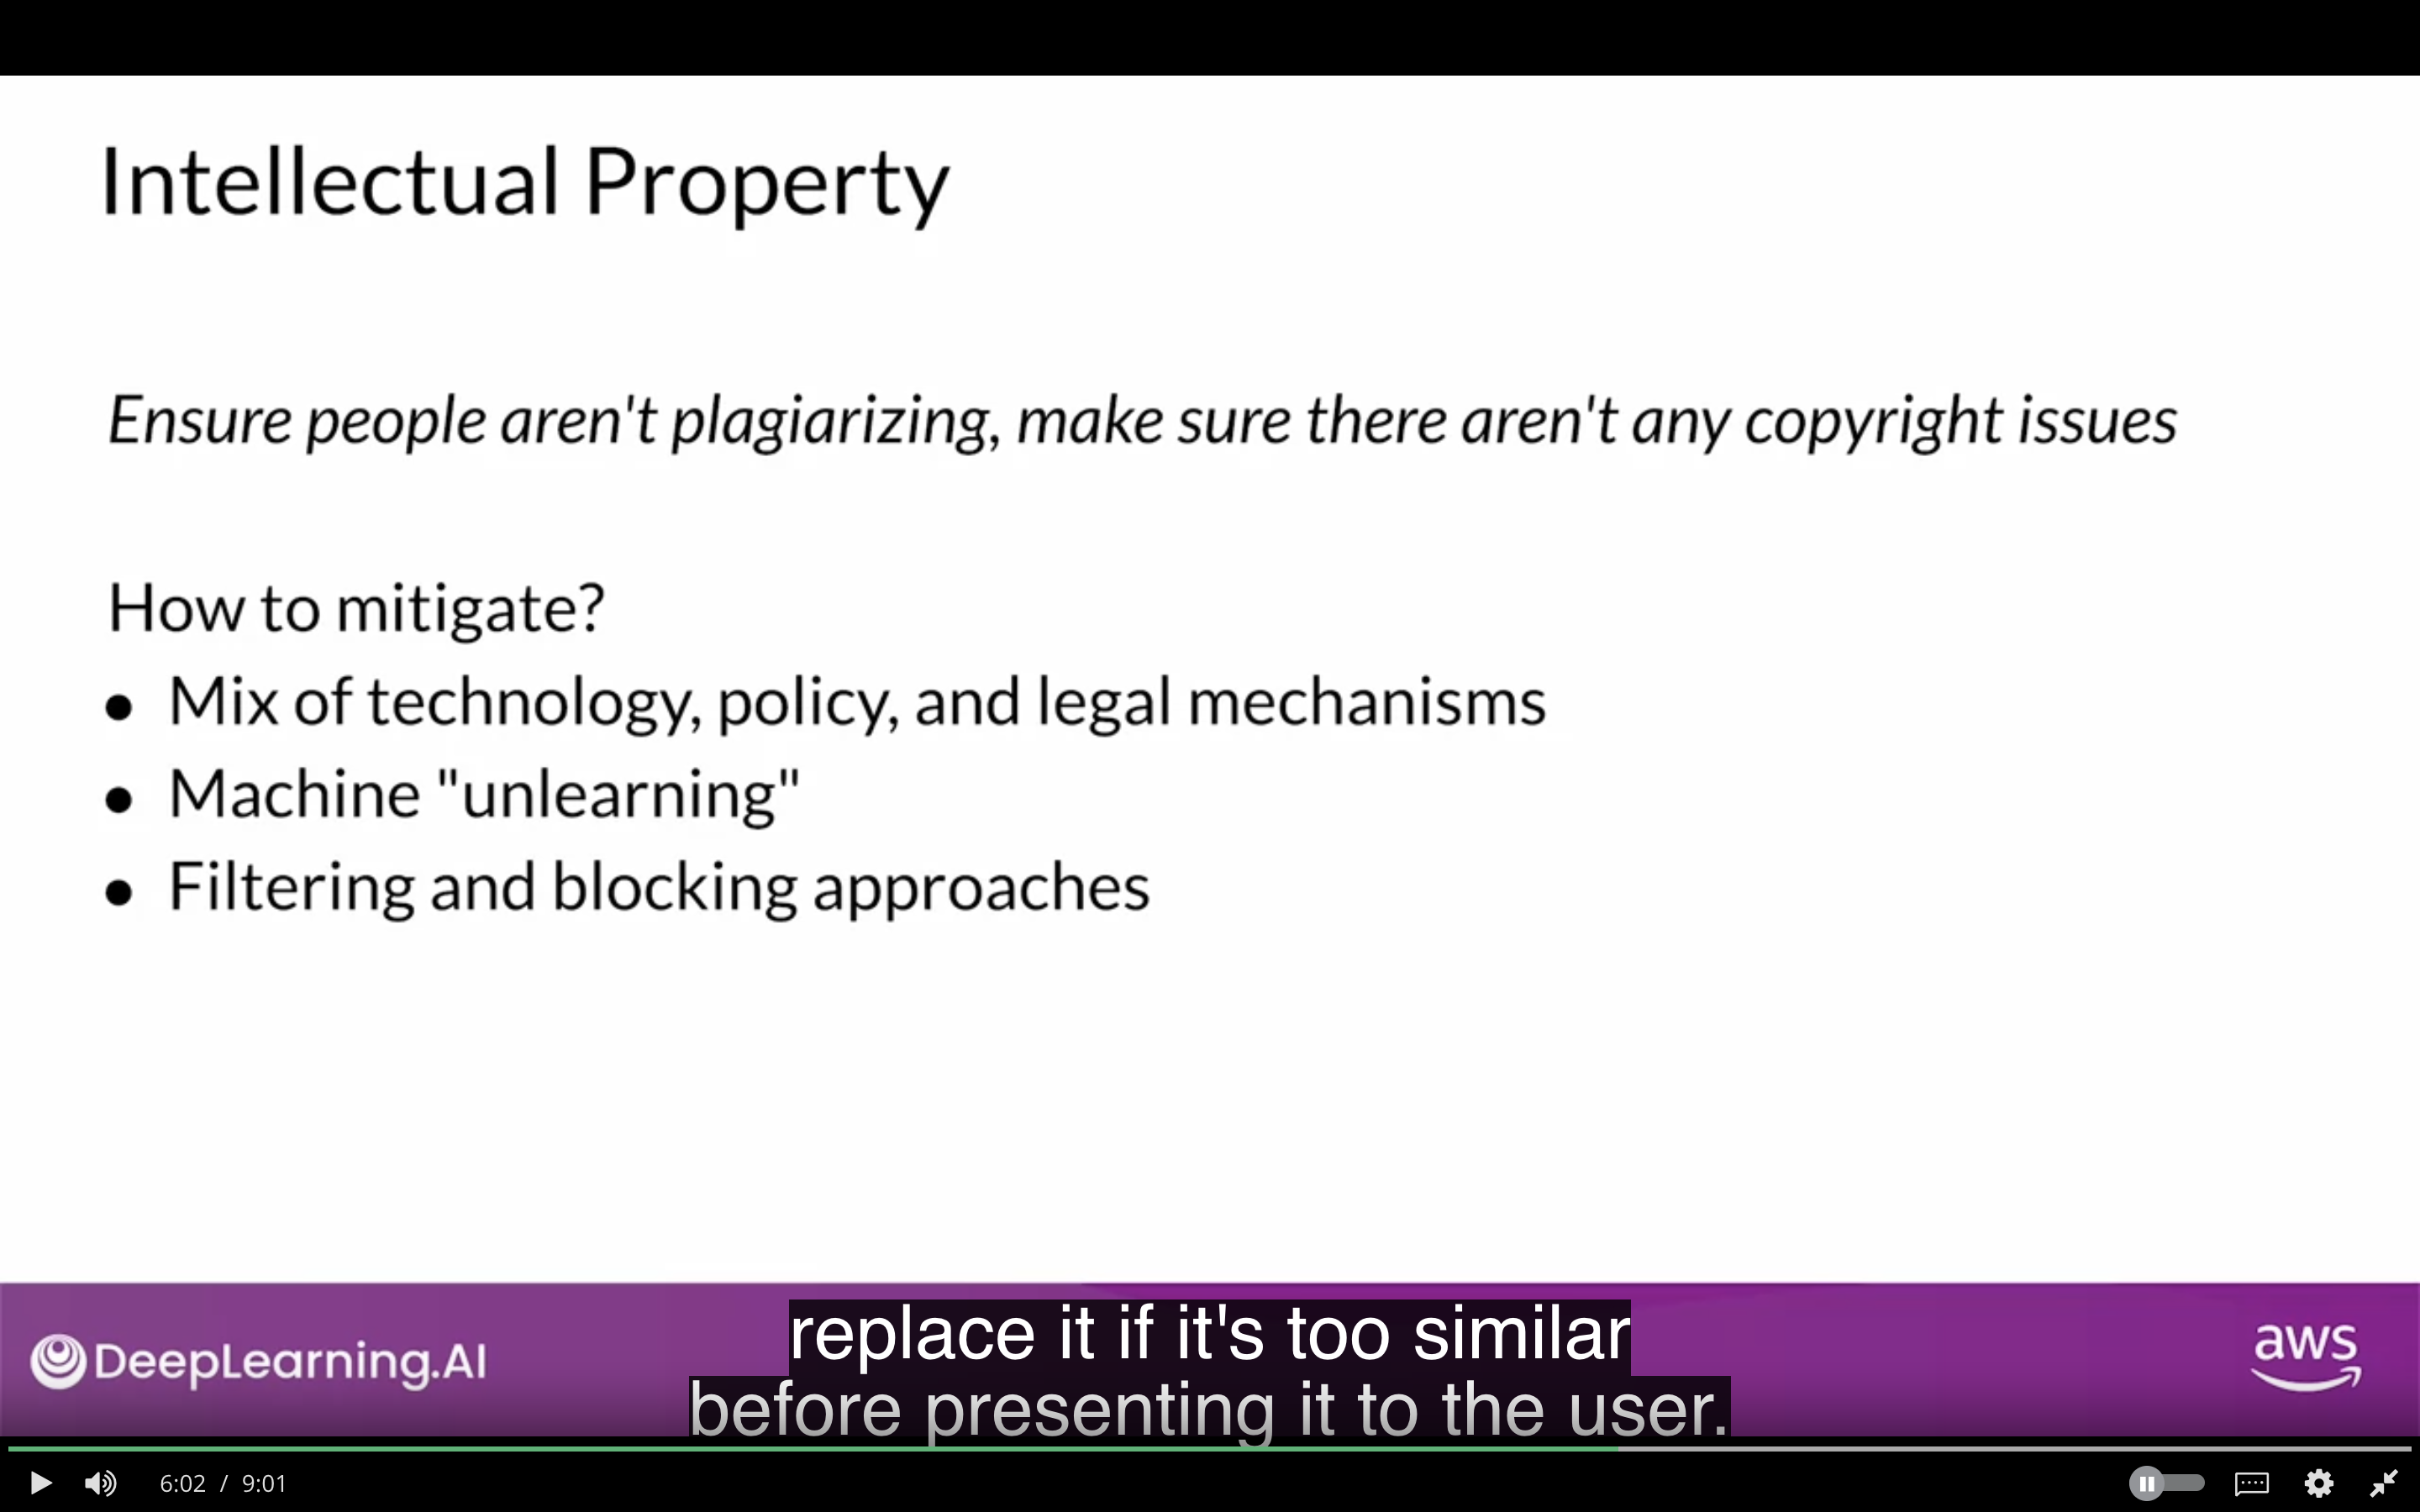 Intellectual Property
Ensure people aren't plagiarizing, make sure there aren't any copyright issues
How to mitigate?
● Mix of technology, policy, and legal mechanisms
● Machine "unlearning"
● Filtering and blocking approaches
replace it if it's too similar
before presenting it to the user.
DeepLearning.AI
aws
6:02 / 9:01